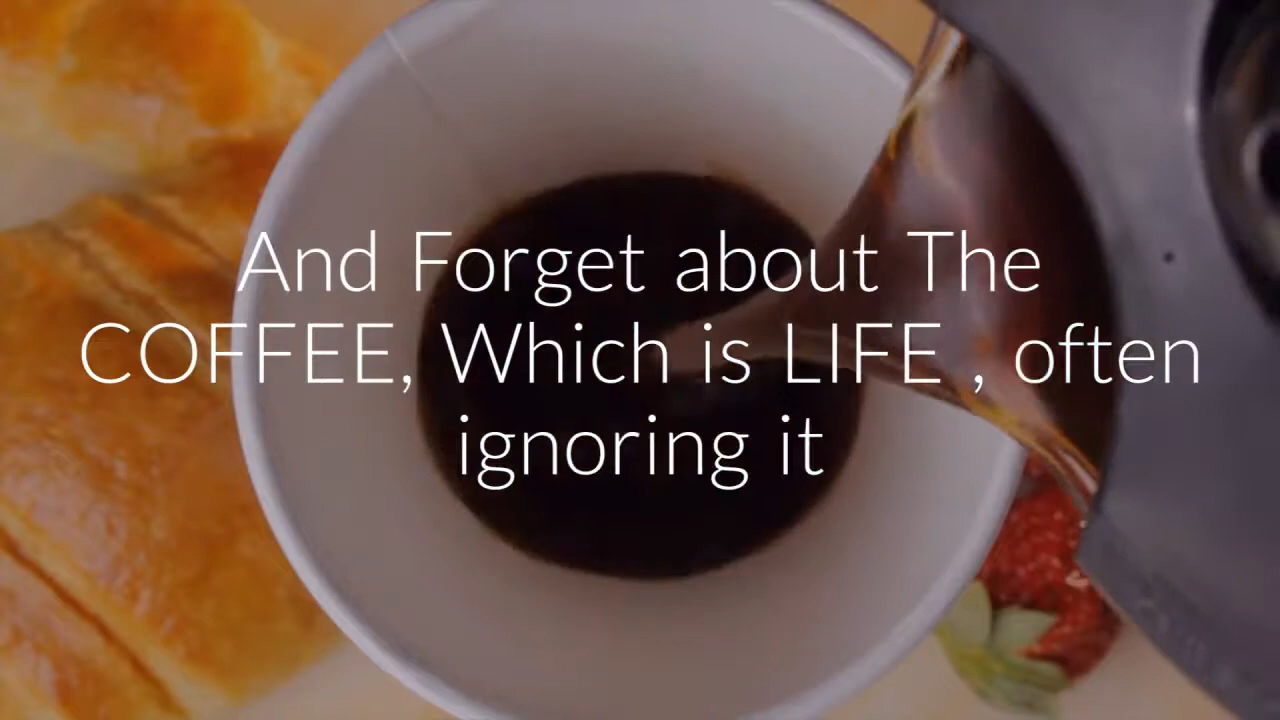 And Forget about The
COFFEE, Which is LIFE , often
ignoring it